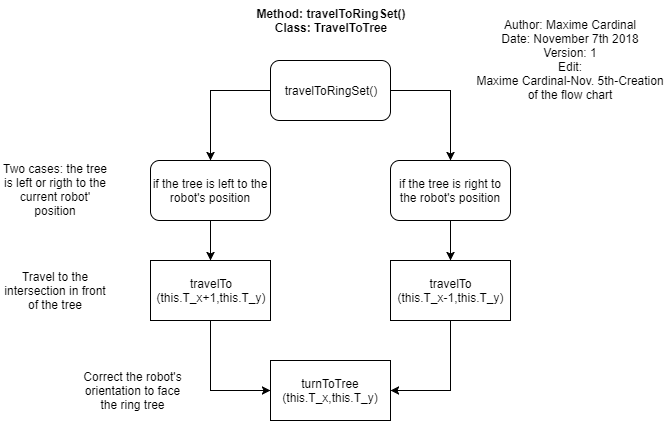 Method: travelToRingSet()
Class: TravelToTree
Author: Maxime Cardinal
Date: November 7th 2018
Version: 1
Edit:
Maxime Cardinal-Nov. 5th-Creation
of the flow chart
travelToRingSet()
Two cases: the tree
is left or rigth to the
current robot'
position
if the tree is left to the
robot's position
if the tree is right to
the robot's position
Travel to the
intersection in front
of the tree
travelTo
(this.T_x+1,this.T_y)
travelTo
(this.T_x-1,this.T_y)
Correct the robot's
orientation to face
the ring tree
turnToTree
(this.T_x,this.T_y)